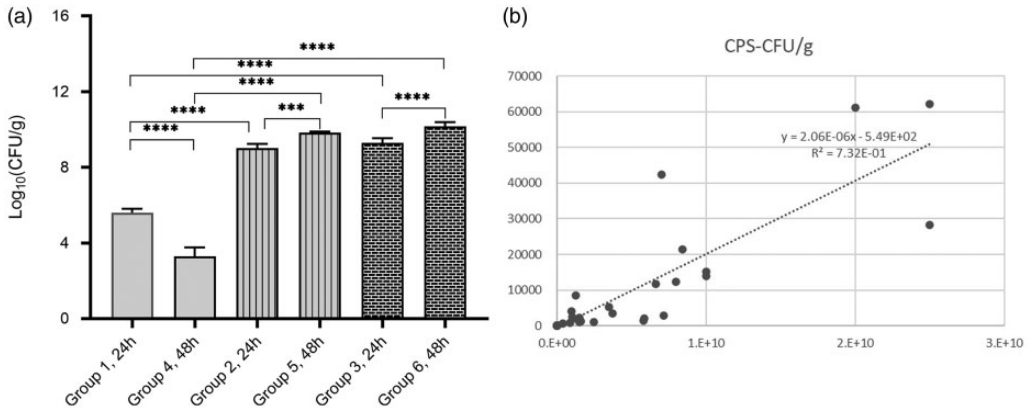 (a)
16
12
8
4
0
Log10(CFU/g)
****
****
****
****
***
****
****
Group 1, 24h
Group 4, 48h
Group 2, 24h
Group 5, 48h
Group 3, 24h
Group 6, 48h
(b)
CPS-CFU/g
70000
60000
50000
40000
30000
20000
10000
0
y = 2.06E-06x - 5.49E+02
R² = 7.32E-01
0.E+00
1.E+10
2.E+10
3.E+10